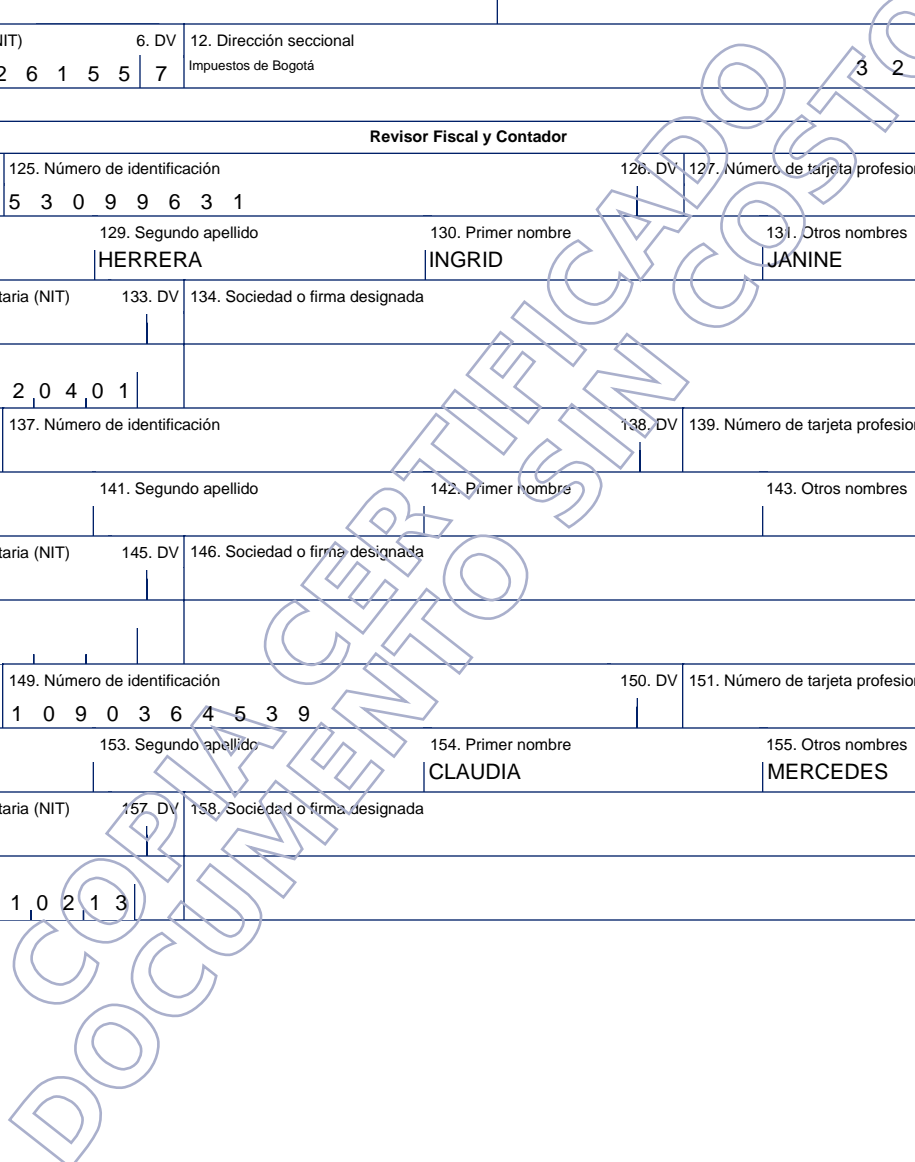 NIT) 6. DV 12. Dirección seccional
2 6 1 5 5 7 Impuestos de Bogotá 3 2
Revisor Fiscal y Contador
125. Número de identificación 126. DV 127. Número de tarjeta profesion
5 3 0 9 9 6 3 1
129. Segundo apellido 130. Primer nombre 131. Otros nombres
HERRERA INGRID JANINE
taria (NIT) 133. DV 134. Sociedad o firma designada
2 0 4 0 1
137. Número de identificación 138. DV 139. Número de tarjeta profesion
141. Segundo apellido 142. Primer nombre 143. Otros nombres
taria (NIT) 145. DV 146. Sociedad o firma designada
149. Número de identificación 150. DV 151. Número de tarjeta profesion
1 0 9 0 3 6 4 5 3 9
153. Segundo apellido 154. Primer nombre 155. Otros nombres
CLAUDIA MERCEDES
taria (NIT) 157. DV 158. Sociedad o firma designada
1 0 2 1 3
COPIA CERTIFICADO
DOCUMENTO SIN COSTO